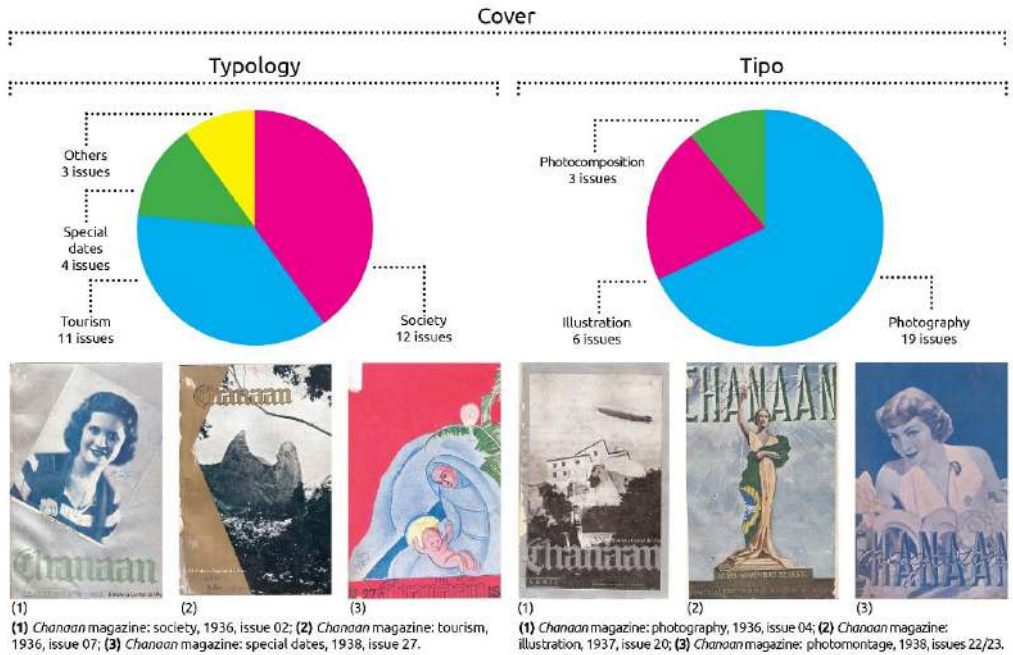 Cover
Typology
Tipo
Others
3 issues
Special
dates
4 issues
Tourism
11 issues
Society
12 issues
Photocomposition
3 issues
Illustration
6 issues
Photography
19 issues
Chanaan
Chanaan
Chanaan
CHANAAN
CHANAAN
(1)
(2)
(3)
(1)
(2)
(3)
(1) Chanaan magazine: society, 1936, issue 02; (2) Chanaan magazine: tourism,
1936, issue 07; (3) Chanaan magazine: special dates, 1938, issue 27.
(1) Chanaan magazine: photography, 1936, issue 04; (2) Chanaan magazine:
illustration, 1937, issue 20; (3) Chanaan magazine: photomontage, 1938, issues 22/23.